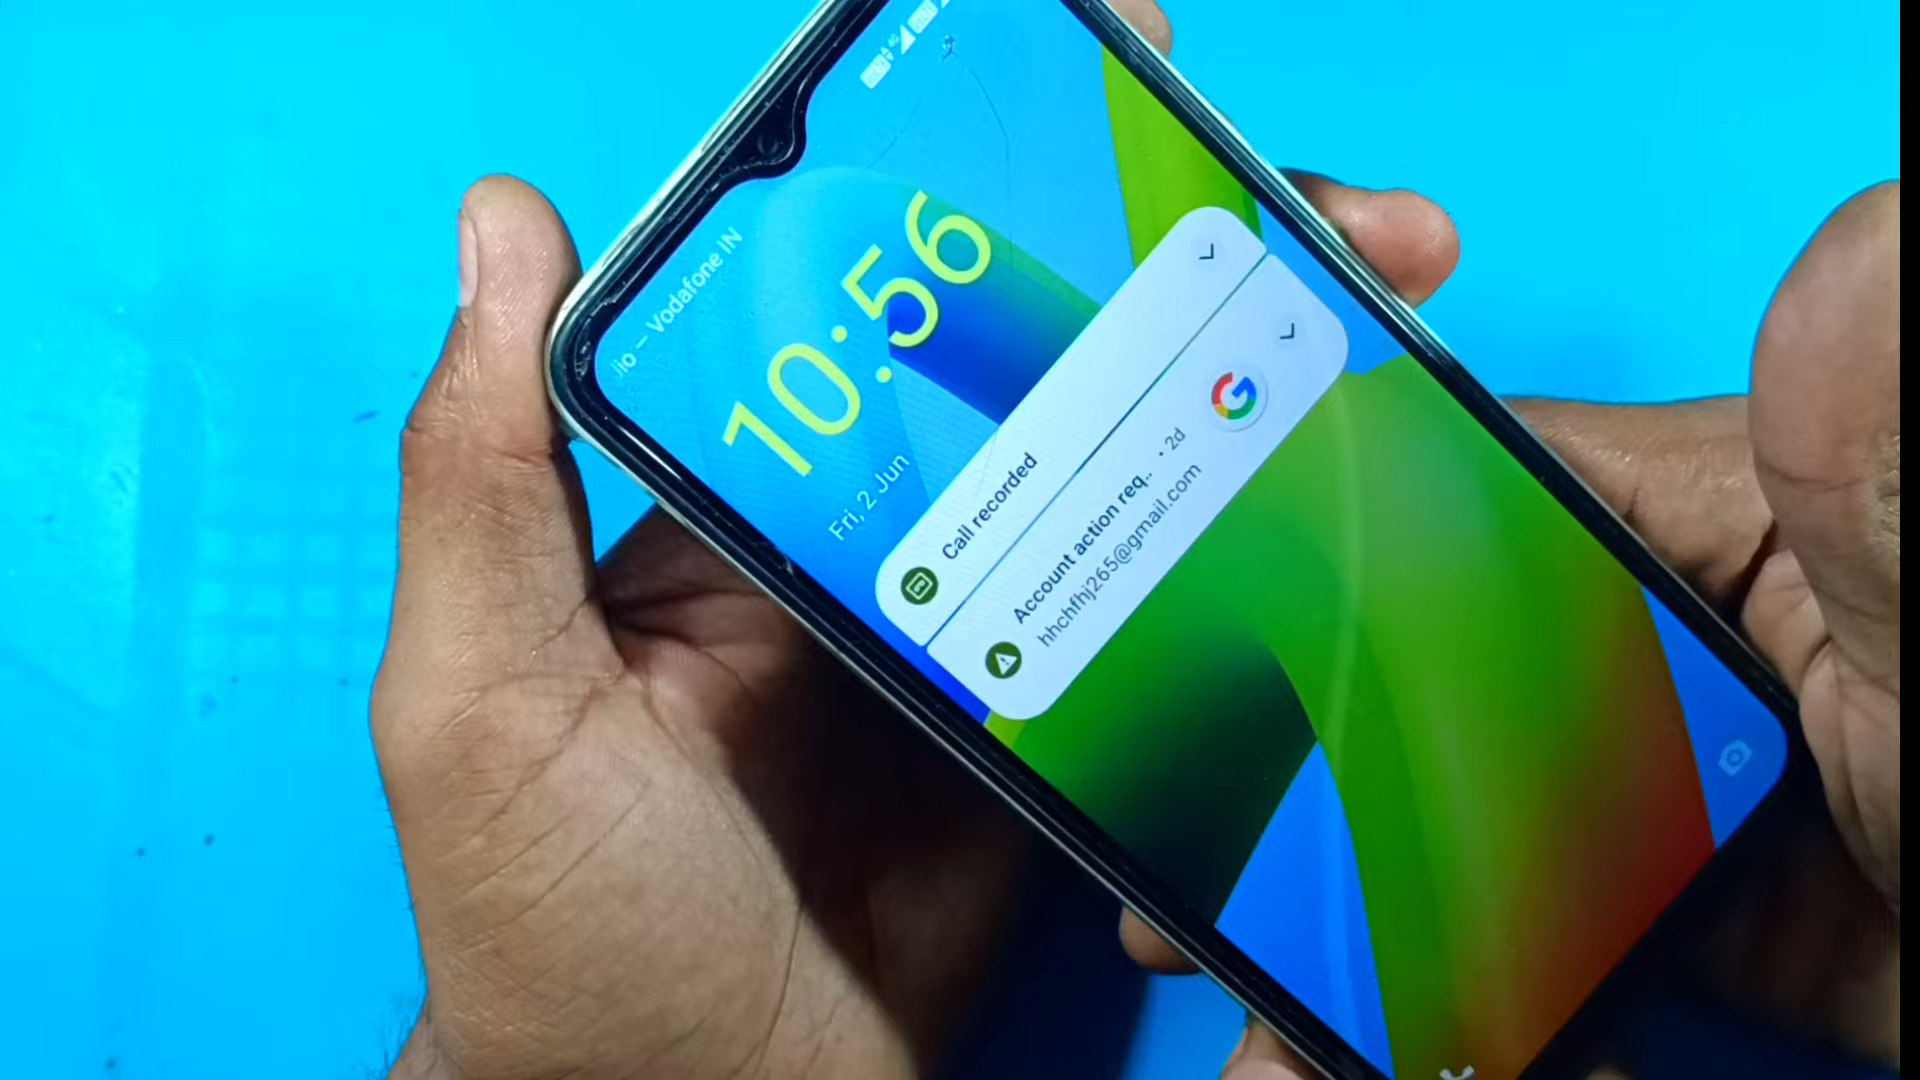 Jio — Vodafone IN
10:56
Fri, 2 Jun
Call recorded
Account action req.. • 2d
hhchfhj265@gmail.com